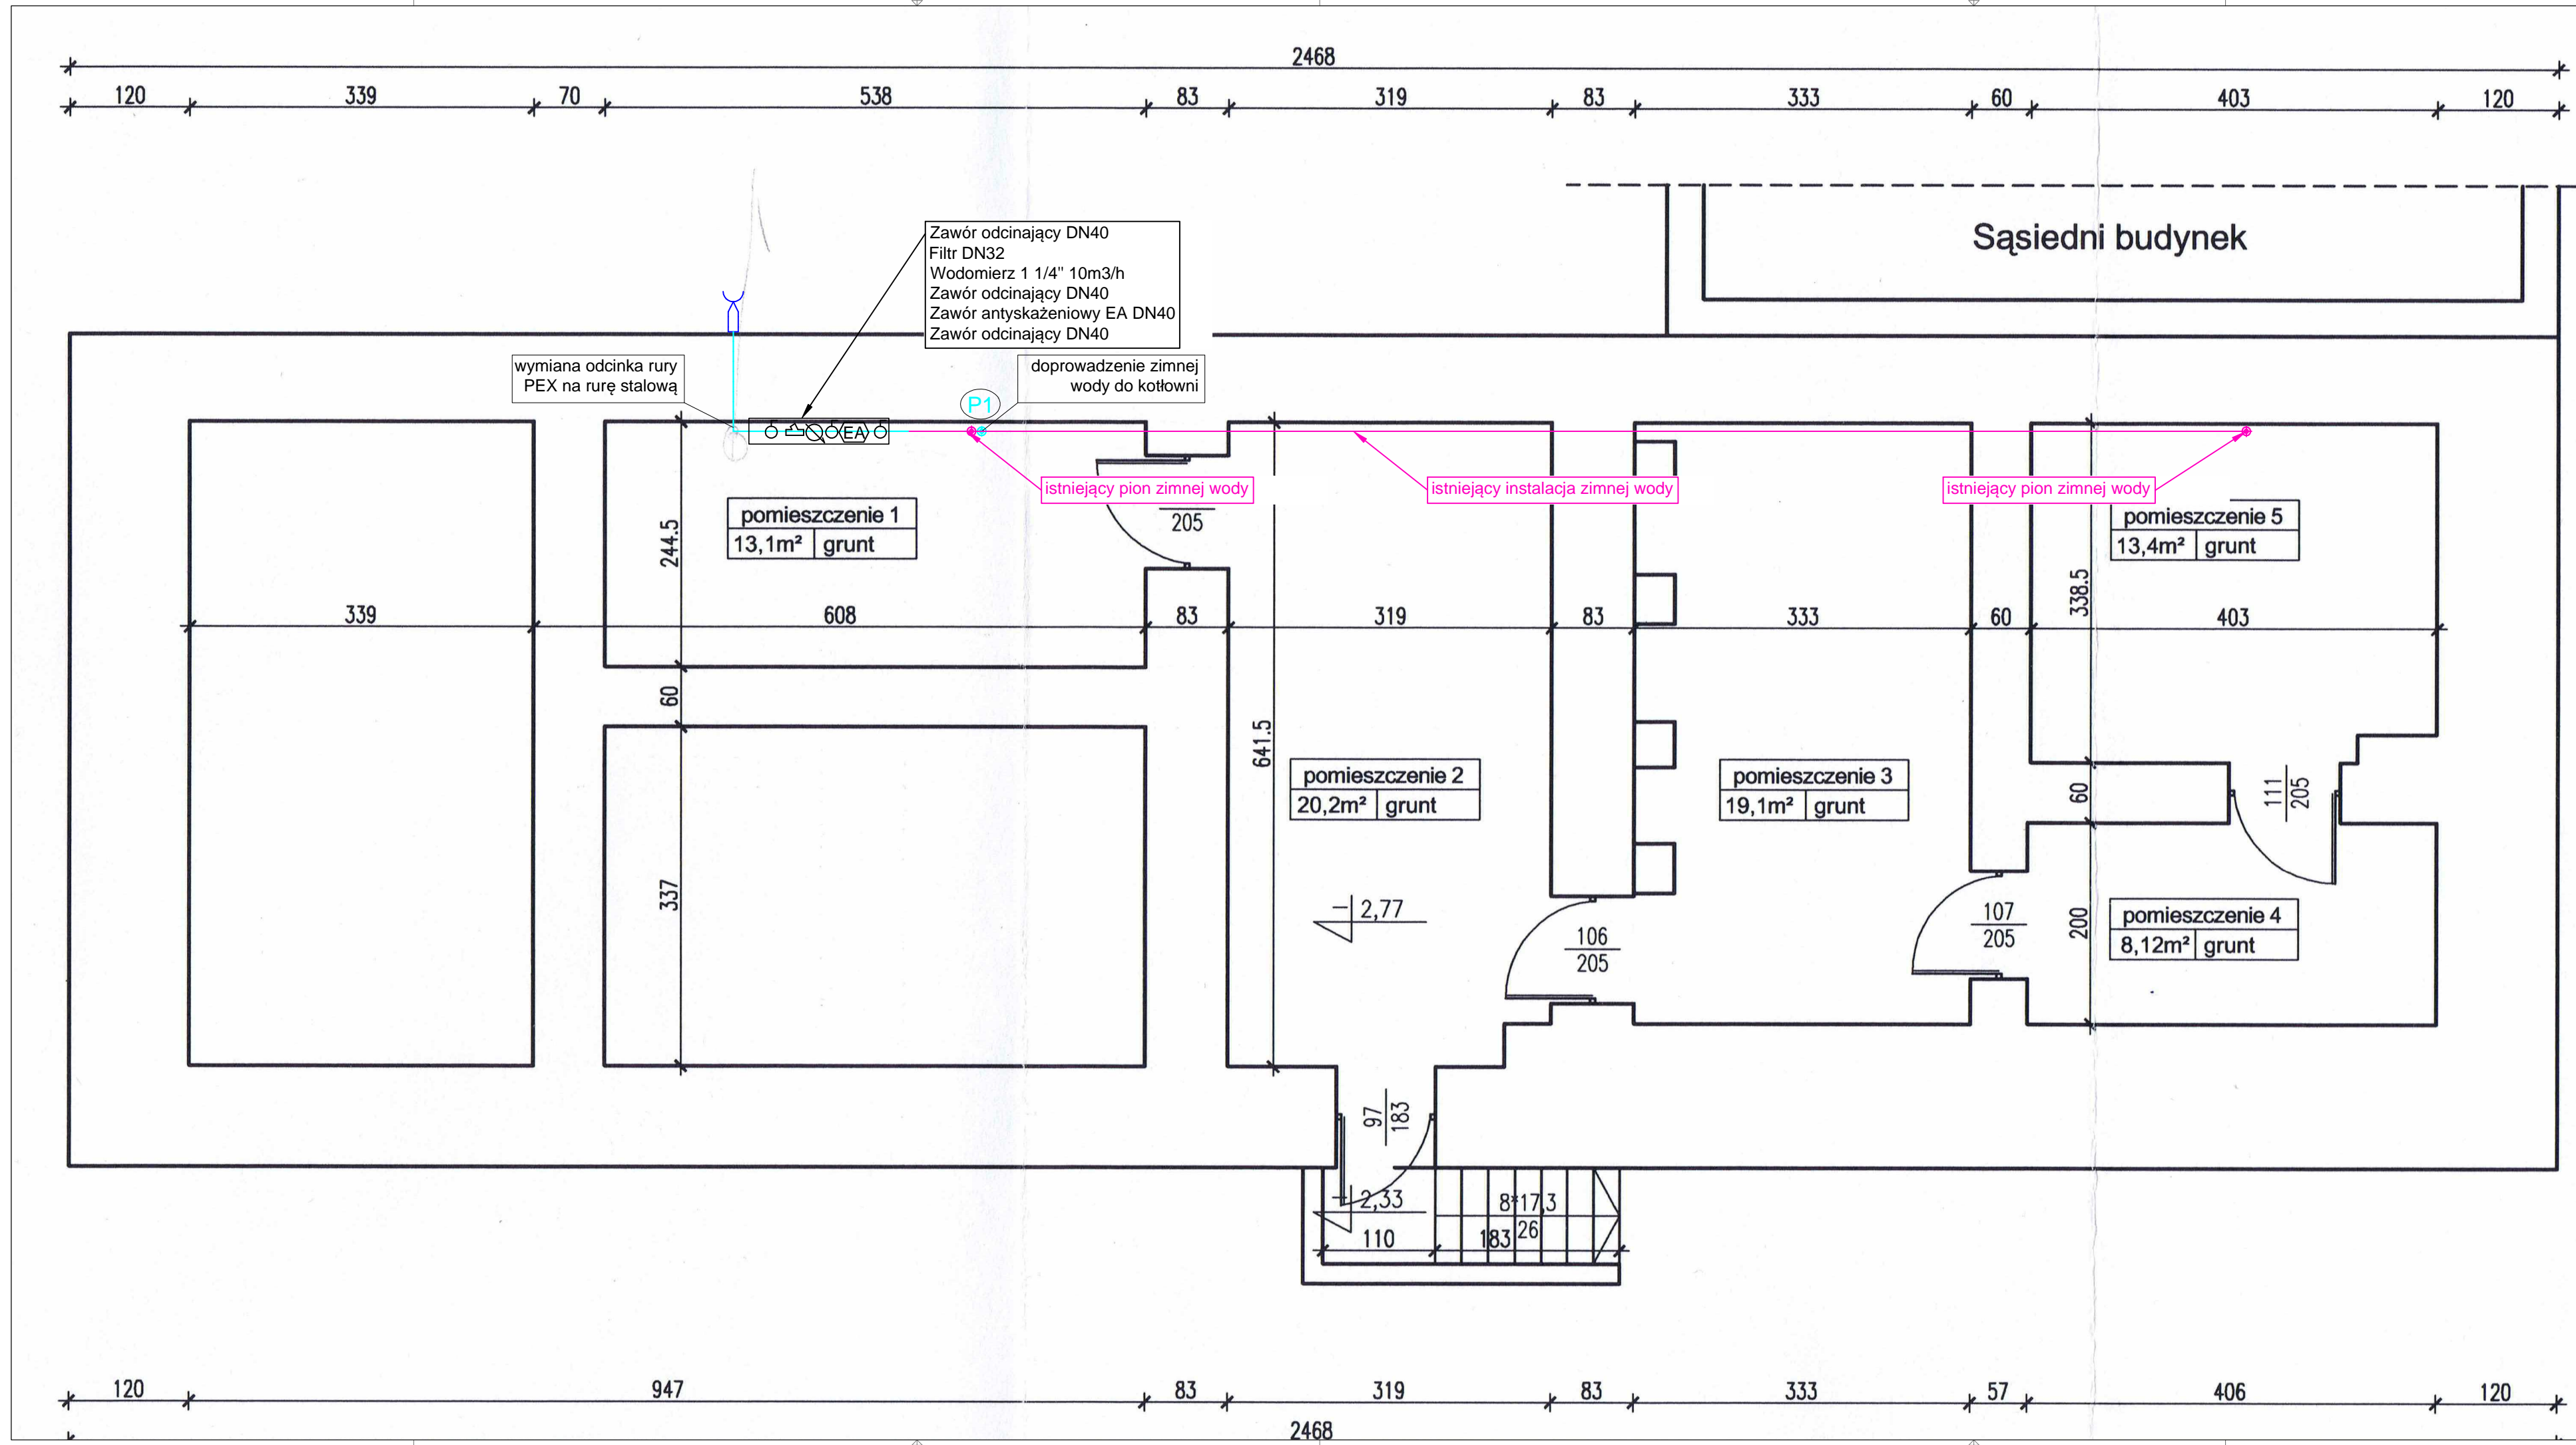 2468
120 339 70 538 83 319 83 333 60 403 120
Sąsiedni budynek
Zawór odcinający DN40
Filtr DN32
Wodomierz 1 1/4" 10m3/h
Zawór odcinający DN40
Zawór antyskażeniowy EA DN40
Zawór odcinający DN40
wymiana odcinka rury
PEX na rurę stalową
doprowadzenie zimnej
wody do kotłowni
P1
EA
istniejący pion zimnej wody
istniejący instalacja zimnej wody
istniejący pion zimnej wody
pomieszczenie 1
13,1m² grunt
205
244.5
pomieszczenie 5
13,4m² grunt
338.5
339 608 83 319 83 333 60 403
60
641.5
pomieszczenie 2
20,2m² grunt
pomieszczenie 3
19,1m² grunt
60
111
205
337
– 2,77
106
205
107
205
200
pomieszczenie 4
8,12m² grunt
97
183
– 2,33
8*17,3
26
110 183
120 947 83 319 83 333 57 406 120
2468